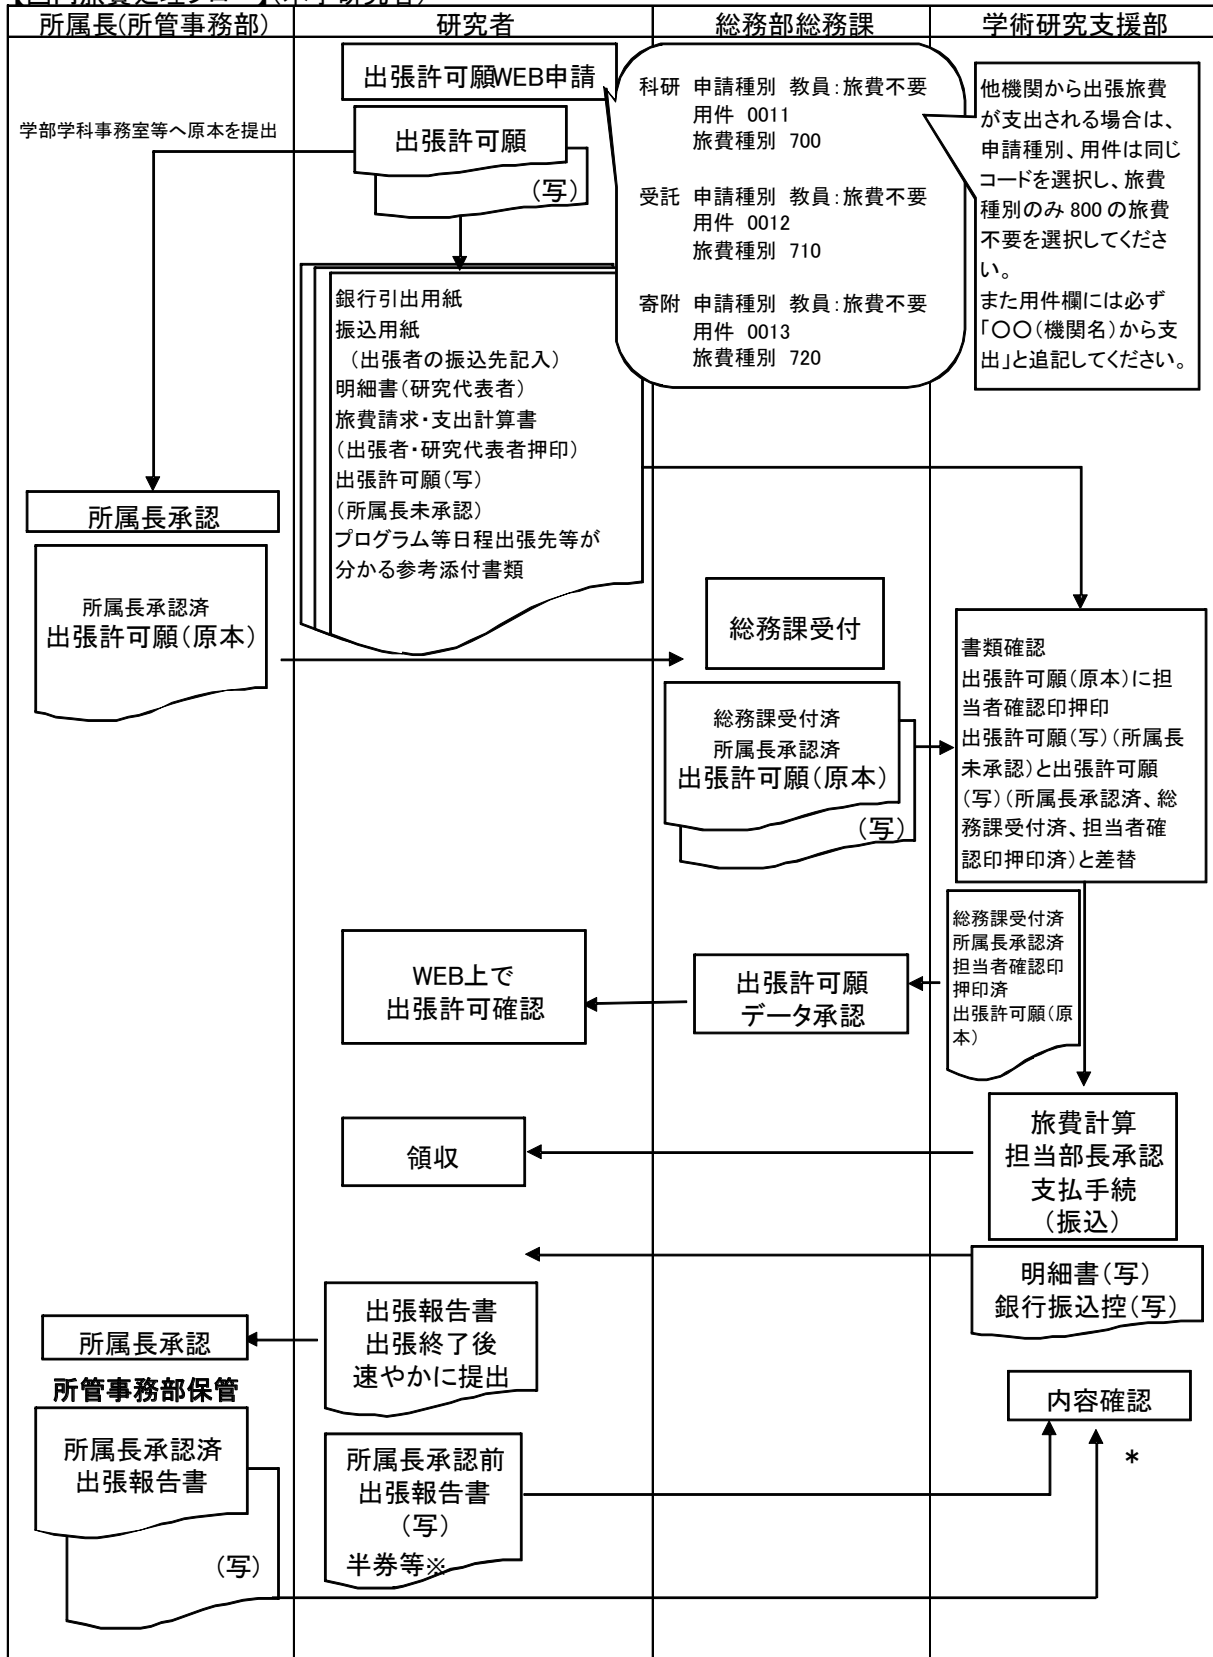 所属長(所管事務部)
研究者
総務部総務課
学術研究支援部
出張許可願WEB申請
学部学科事務室等へ原本を提出
出張許可願
(写)
科研 申請種別 教員:旅費不要
用件 0011
旅費種別 700
受託 申請種別 教員:旅費不要
用件 0012
旅費種別 710
寄附 申請種別 教員:旅費不要
用件 0013
旅費種別 720
他機関から出張旅費
が支出される場合は、
申請種別、用件は同じ
コードを選択し、旅費
種別のみ 800 の旅費
不要を選択してくださ
い。
また用件欄には必ず
「〇〇(機関名)から支
出」と追記してください。
銀行引出用紙
振込用紙
(出張者の振込先記入)
明細書(研究代表者)
旅費請求・支出計算書
(出張者・研究代表者押印)
出張許可願(写)
(所属長未承認)
プログラム等日程出張先等が
分かる参考添付書類
所属長承認
所属長承認済
出張許可願(原本)
総務課受付
総務課受付済
所属長承認済
出張許可願(原本)
(写)
書類確認
出張許可願(原本)に担
当者確認印押印
出張許可願(写)(所属長
未承認)と出張許可願
(写)(所属長承認済、総
務課受付済、担当者確
認印押印済)と差替
総務課受付済
所属長承認済
担当者確認印
押印済
出張許可願(原
本)
出張許可願
データ承認
WEB上で
出張許可確認
旅費計算
担当部長承認
支払手続
(振込)
領収
明細書(写)
銀行振込控(写)
出張報告書
出張終了後
速やかに提出
所属長承認
所管事務部保管
所属長承認済
出張報告書
(写)
所属長承認前
出張報告書
(写)
半券等※
内容確認
*